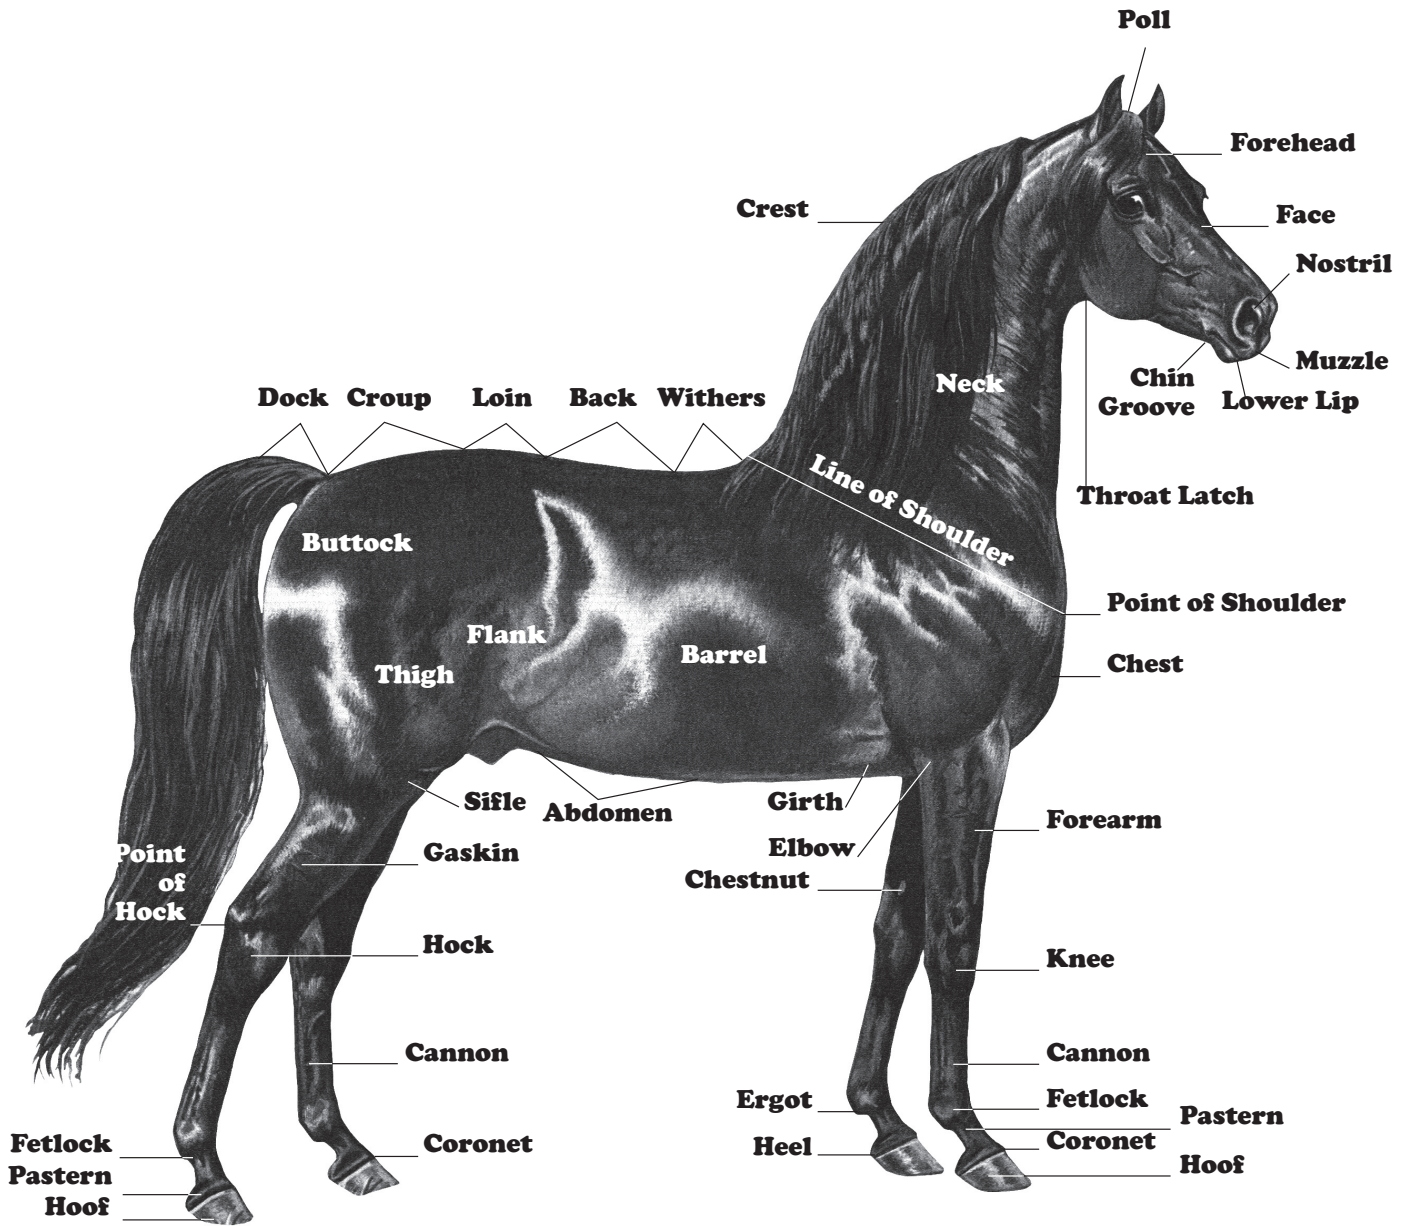 Poll
Forehead
Crest
Face
Nostril
Muzzle
Chin
Groove
Lower Lip
Neck
Dock
Croup
Loin
Back
Withers
Line of Shoulder
Throat Latch
Buttock
Point of Shoulder
Flank
Barrel
Chest
Thigh
Sifle
Abdomen
Girth
Forearm
Elbow
Point
of
Hock
Gaskin
Chestnut
Hock
Knee
Cannon
Cannon
Ergot
Fetlock
Pastern
Fetlock
Coronet
Heel
Coronet
Pastern
Hoof
Hoof